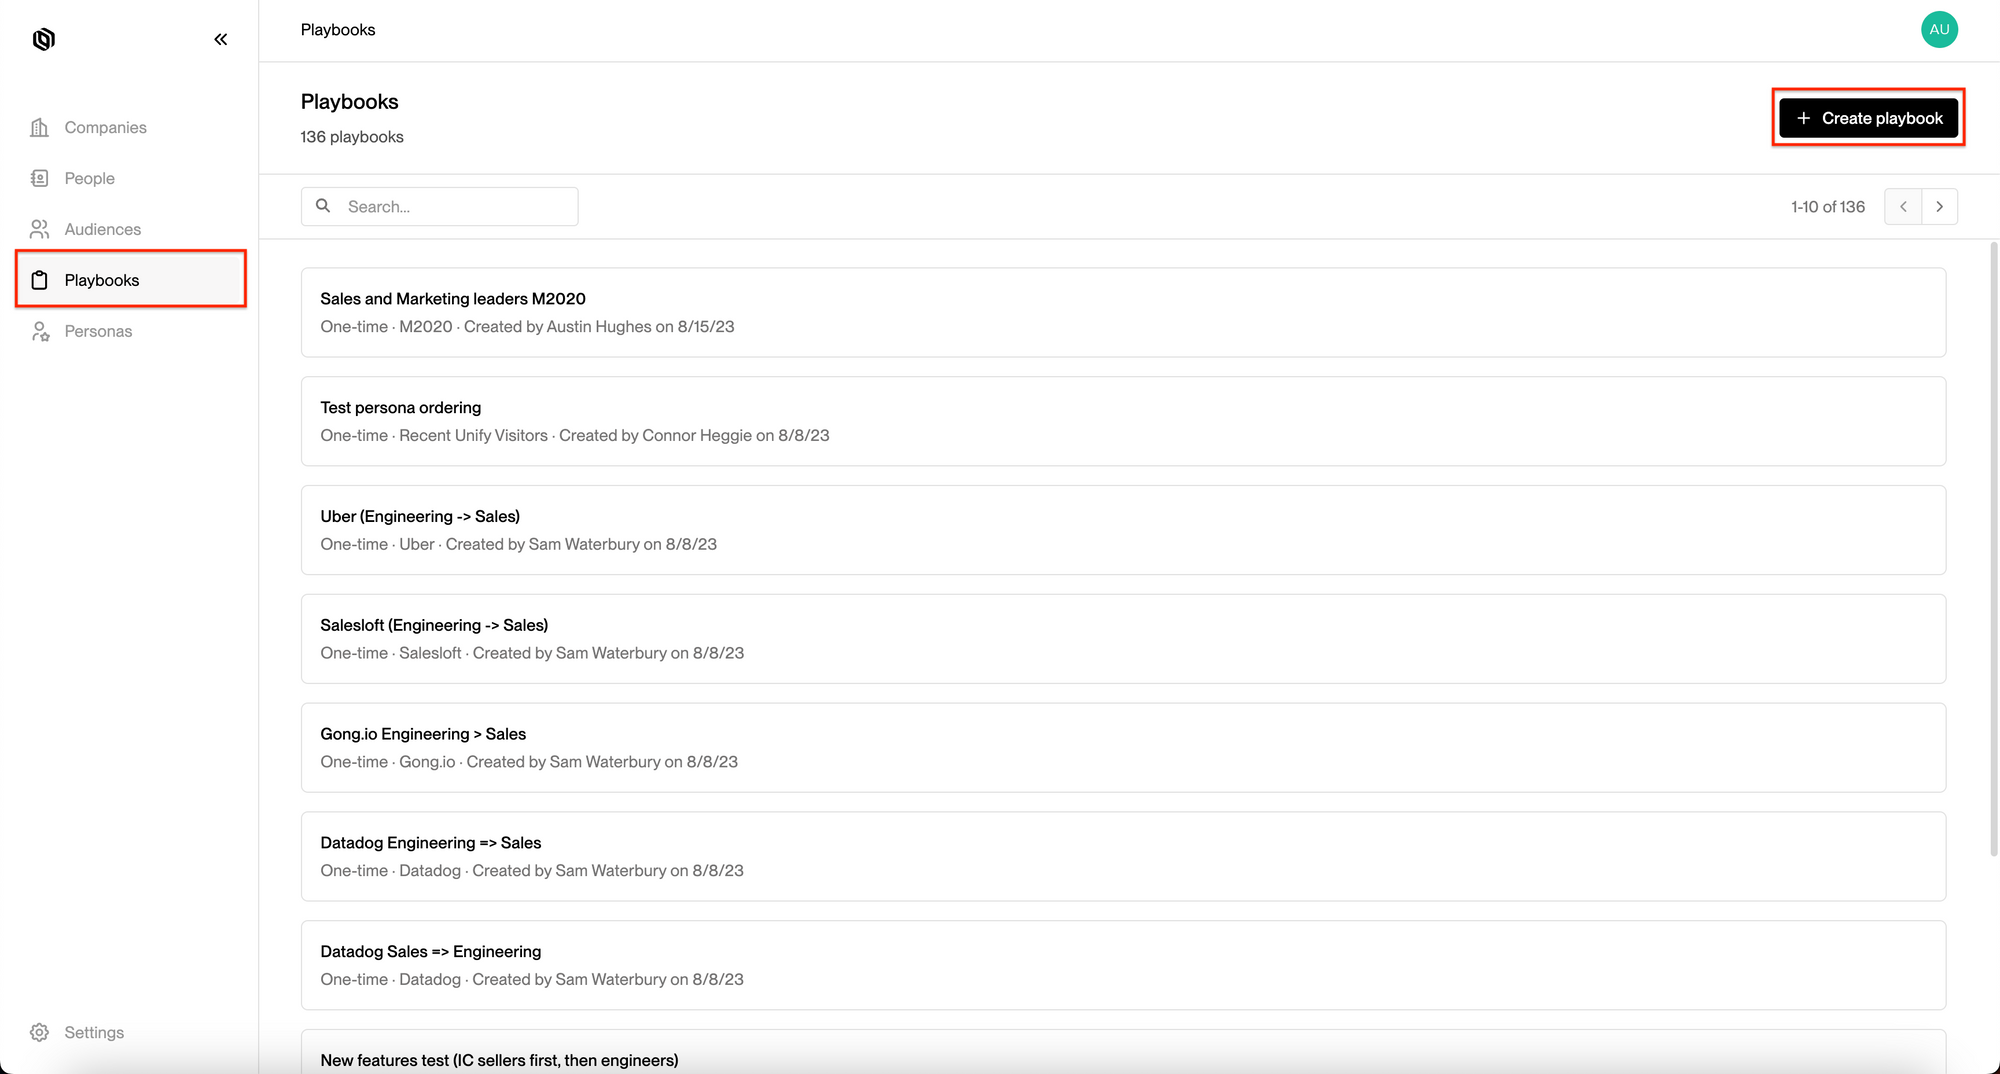 Playbooks
AU
Companies
People
Audiences
Playbooks
Personas
Settings
Playbooks
136 playbooks
+ Create playbook
Search...
1-10 of 136
Sales and Marketing leaders M2020
One-time · M2020 · Created by Austin Hughes on 8/15/23
Test persona ordering
One-time · Recent Unify Visitors · Created by Connor Heggie on 8/8/23
Uber (Engineering -> Sales)
One-time · Uber · Created by Sam Waterbury on 8/8/23
Salesloft (Engineering -> Sales)
One-time · Salesloft · Created by Sam Waterbury on 8/8/23
Gong.io Engineering > Sales
One-time · Gong.io · Created by Sam Waterbury on 8/8/23
Datadog Engineering => Sales
One-time · Datadog · Created by Sam Waterbury on 8/8/23
Datadog Sales => Engineering
One-time · Datadog · Created by Sam Waterbury on 8/8/23
New features test (IC sellers first, then engineers)